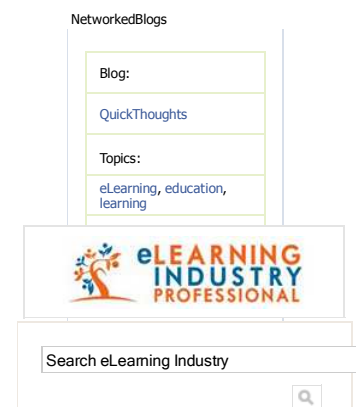 NetworkedBlogs
Blog:
QuickThoughts
Topics:
eLearning, education,
learning
eLEARNING
INDUSTRY
PROFESSIONAL
Search eLearning Industry